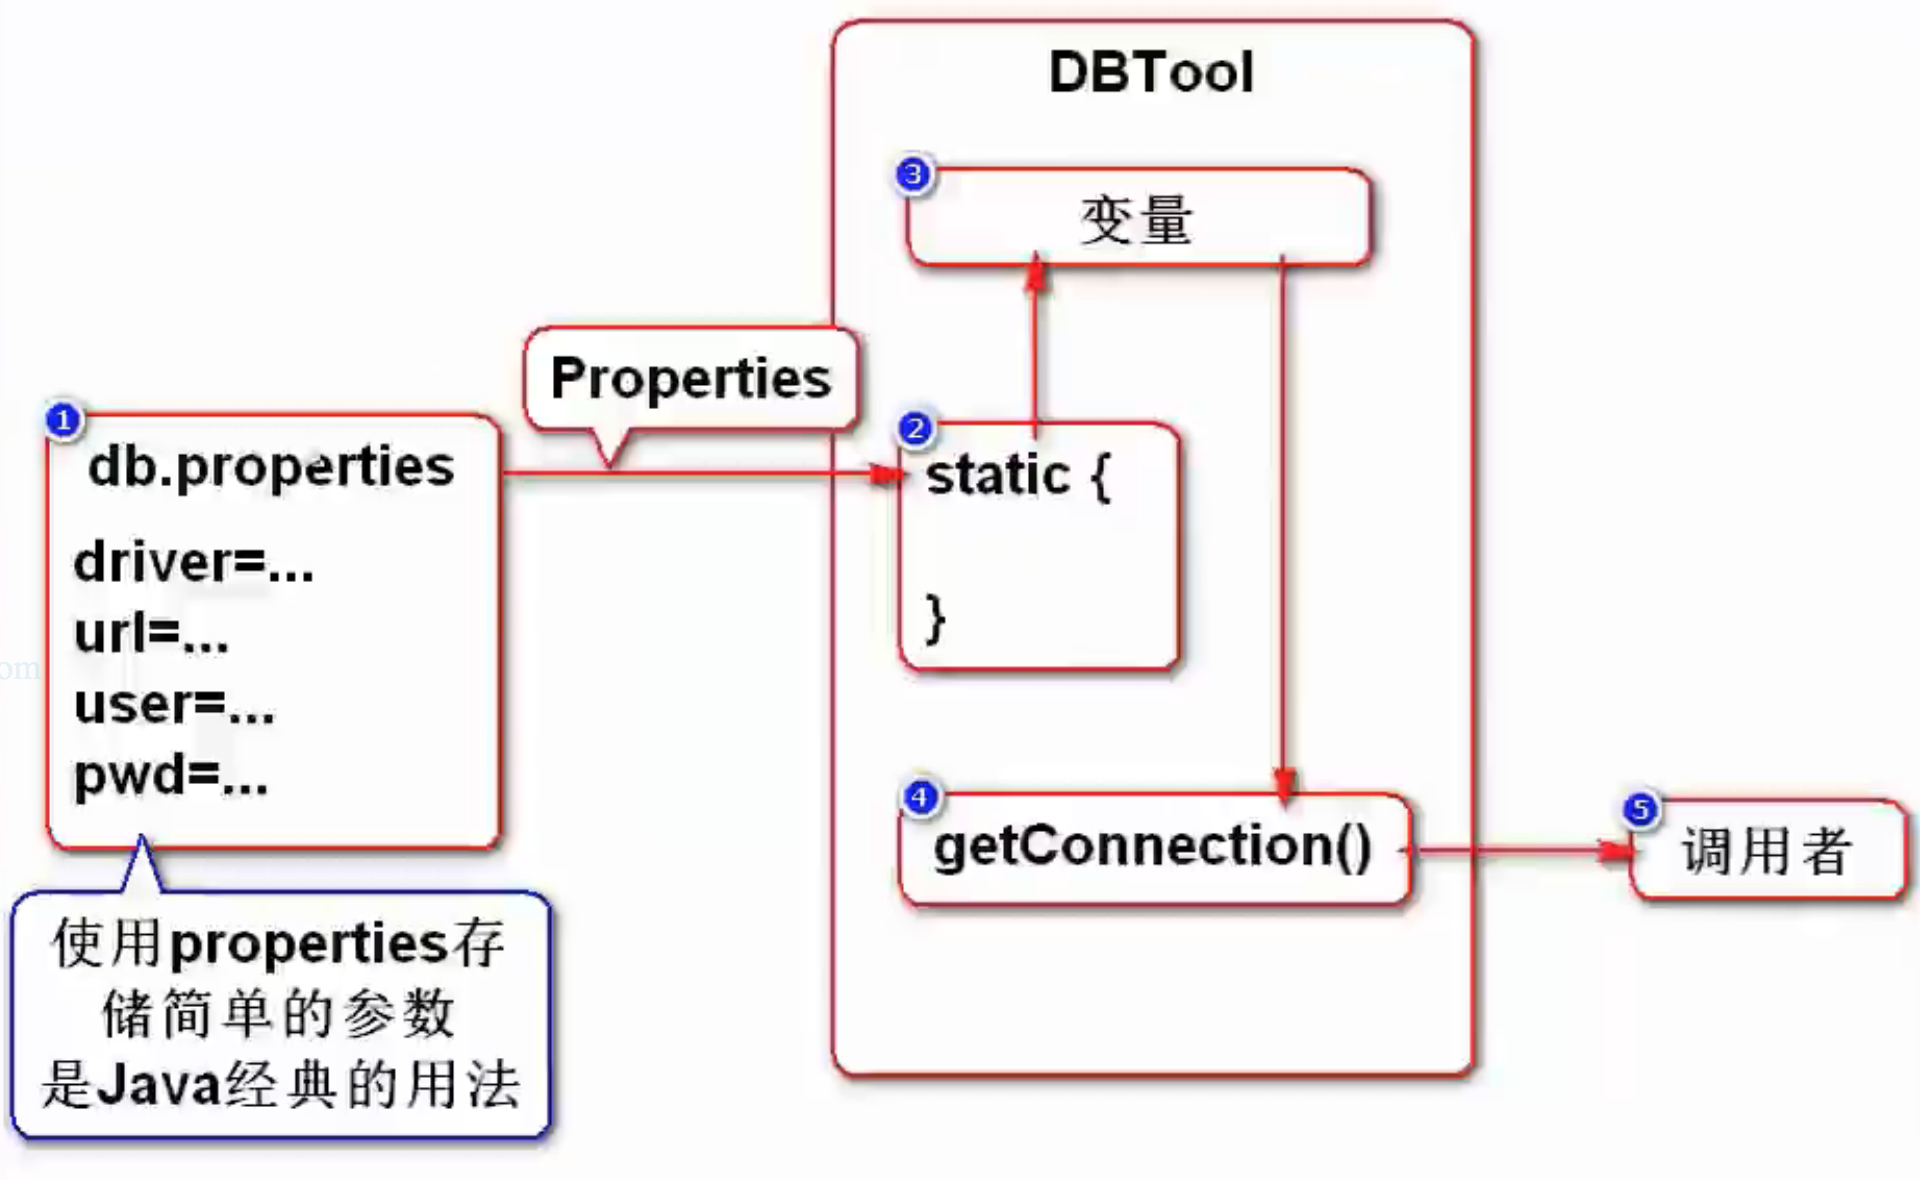 DBTool
3
变量
Properties
1
db.properties
driver=...
url=...
user=...
pwd=...
2
static {
}
4
getConnection()
5
调用者
使用properties存
储简单的参数
是Java经典的用法
om